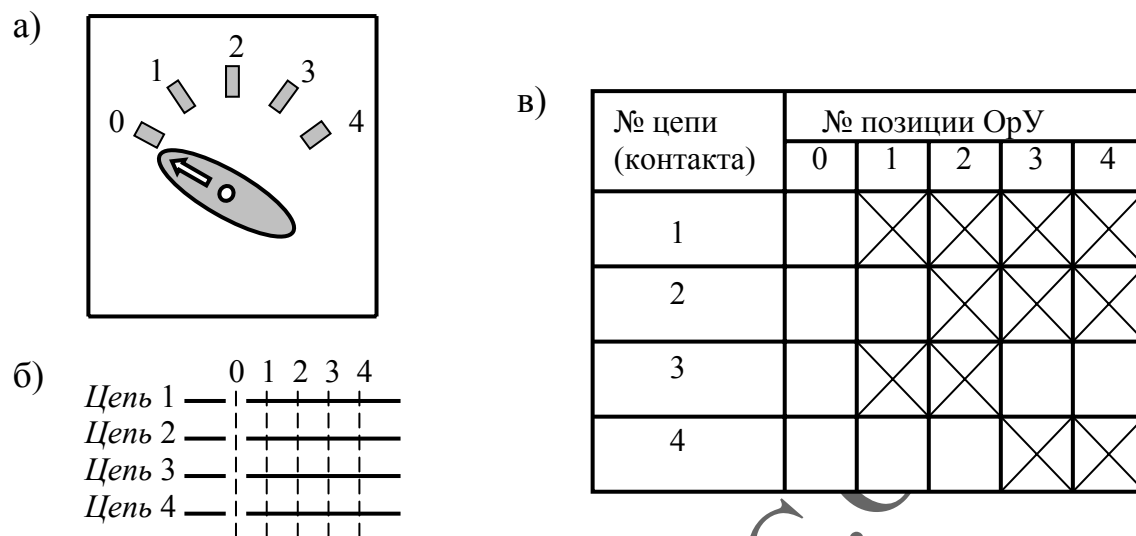 а)
2
1 3
0 4
б)
0 1 2 3 4
Цепь 1
Цепь 2
Цепь 3
Цепь 4
в)
№ цепи (контакта) № позиции ОрУ
0 1 2 3 4
1
2
3
4